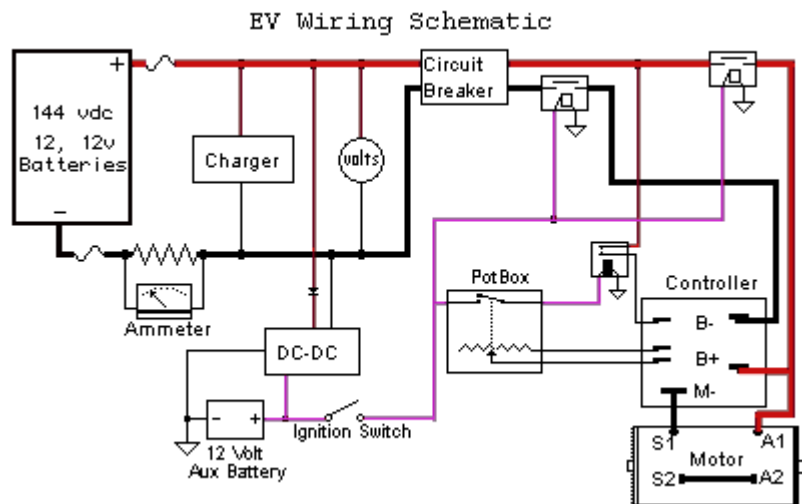 EV Wiring Schematic
+
144 vdc
12, 12v
Batteries
−
Circuit
Breaker
Charger
volts
Ammeter
PotBox
Controller
B-
B+
M-
DC-DC
- +
12 Volt
Aux Battery
Ignition Switch
S1 A1
Motor
S2 A2